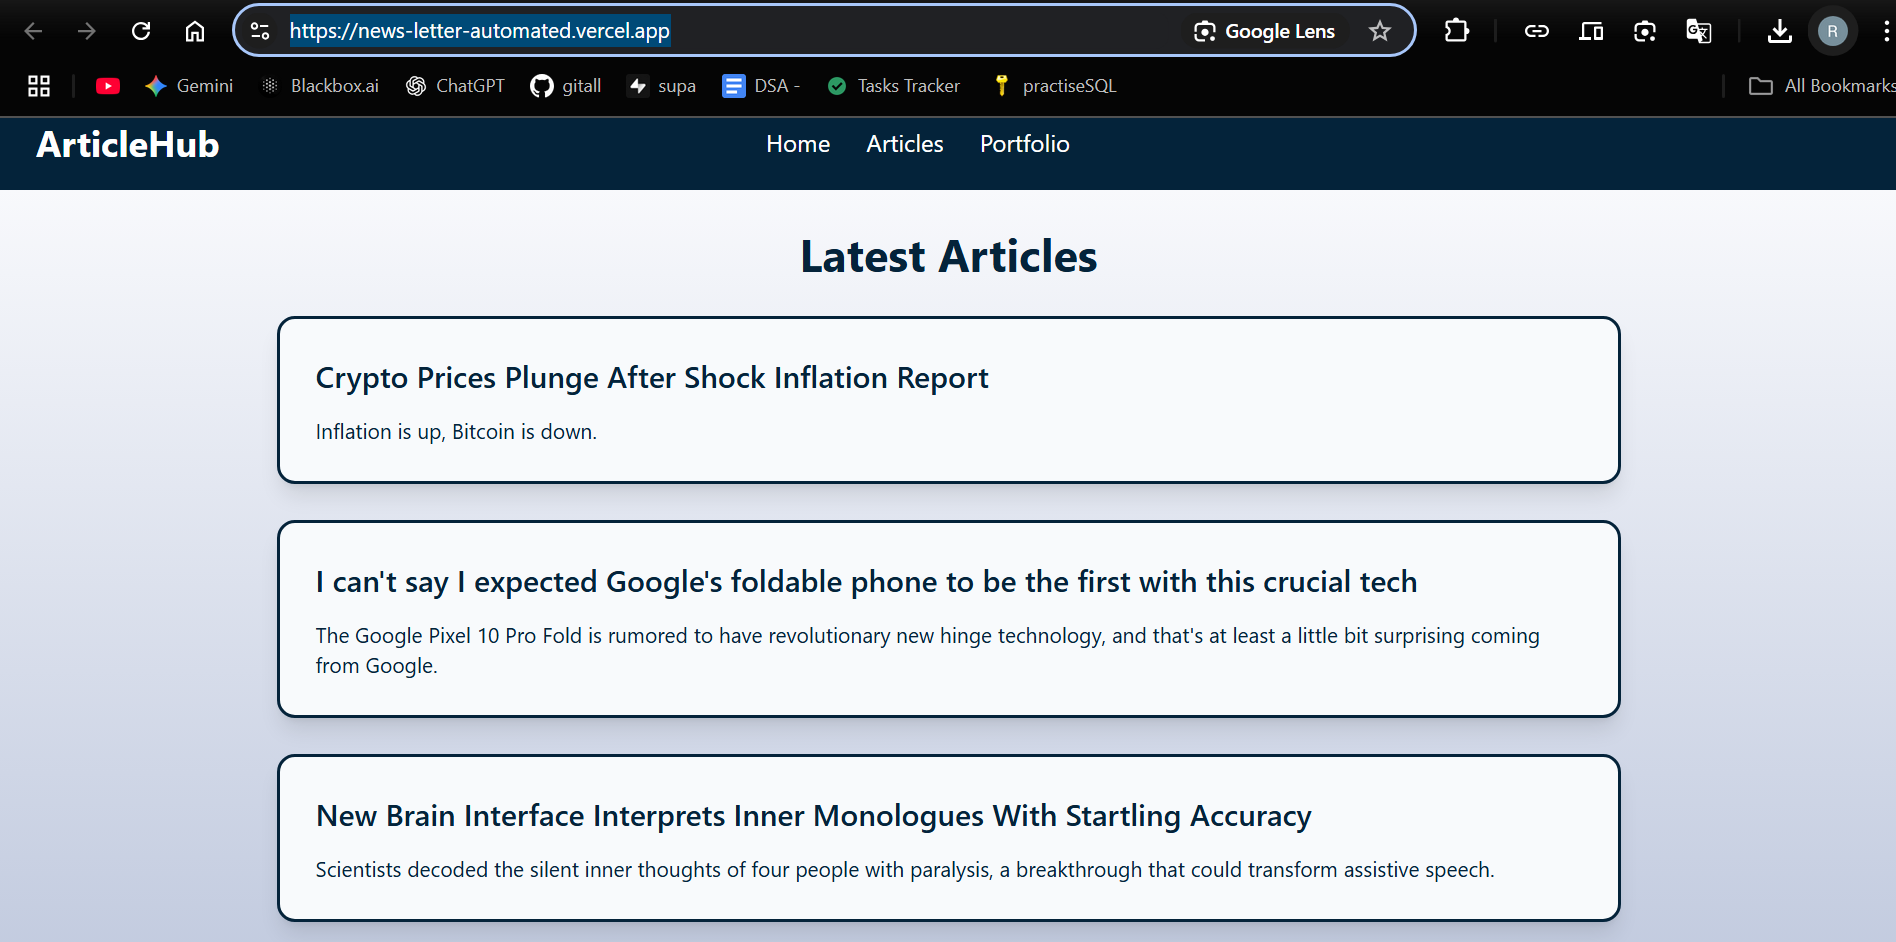 https://news-letter-automated.vercel.app
Google Lens
R
Gemini
Blackbox.ai
ChatGPT
gitall
supa
DSA -
Tasks Tracker
practiseSQL
All Bookmarks
ArticleHub
Home
Articles
Portfolio
Latest Articles
Crypto Prices Plunge After Shock Inflation Report
Inflation is up, Bitcoin is down.
I can't say I expected Google's foldable phone to be the first with this crucial tech
The Google Pixel 10 Pro Fold is rumored to have revolutionary new hinge technology, and that's at least a little bit surprising coming
from Google.
New Brain Interface Interprets Inner Monologues With Startling Accuracy
Scientists decoded the silent inner thoughts of four people with paralysis, a breakthrough that could transform assistive speech.